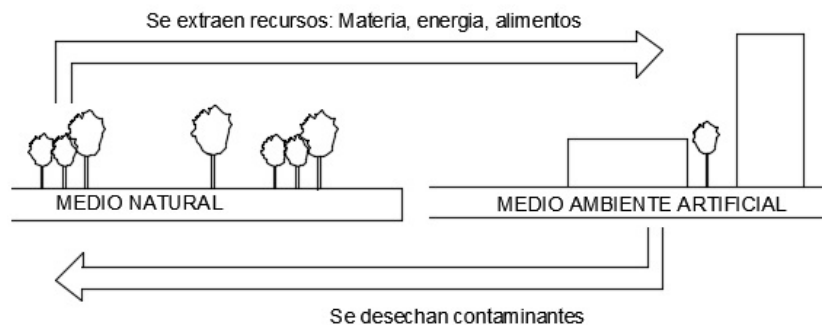 Se extraen recursos: Materia, energia, alimentos
MEDIO NATURAL
MEDIO AMBIENTE ARTIFICIAL
Se desechan contaminantes